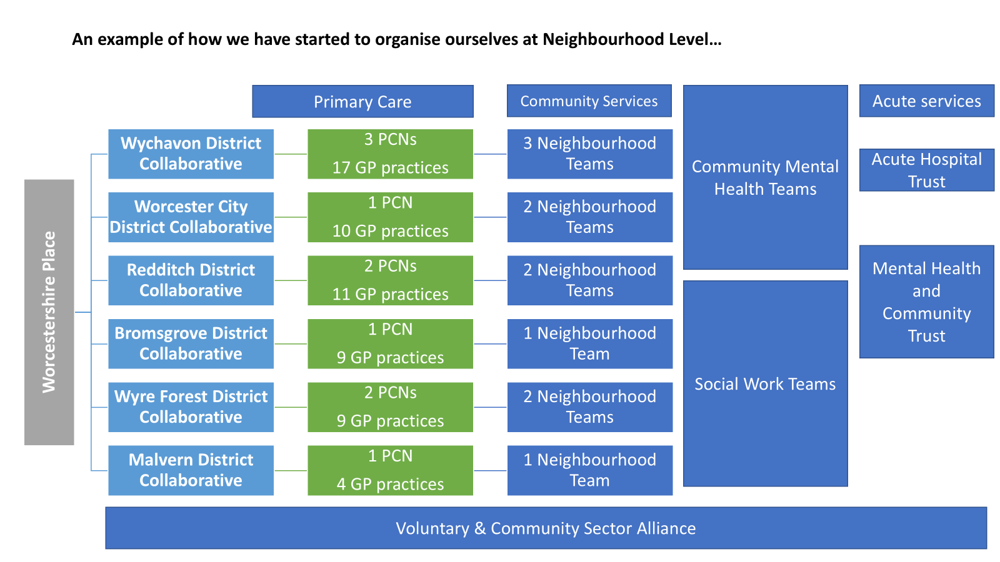 An example of how we have started to organise ourselves at Neighbourhood Level…
Primary Care
Community Services
Acute services
Worcestershire Place
Wychavon District
Collaborative
3 PCNs
17 GP practices
3 Neighbourhood
Teams
Worcester City
District Collaborative
1 PCN
10 GP practices
2 Neighbourhood
Teams
Redditch District
Collaborative
2 PCNs
11 GP practices
2 Neighbourhood
Teams
Bromsgrove District
Collaborative
1 PCN
9 GP practices
1 Neighbourhood
Team
Wyre Forest District
Collaborative
2 PCNs
9 GP practices
2 Neighbourhood
Teams
Malvern District
Collaborative
1 PCN
4 GP practices
1 Neighbourhood
Team
Community Mental
Health Teams
Social Work Teams
Acute Hospital
Trust
Mental Health
and
Community
Trust
Voluntary & Community Sector Alliance